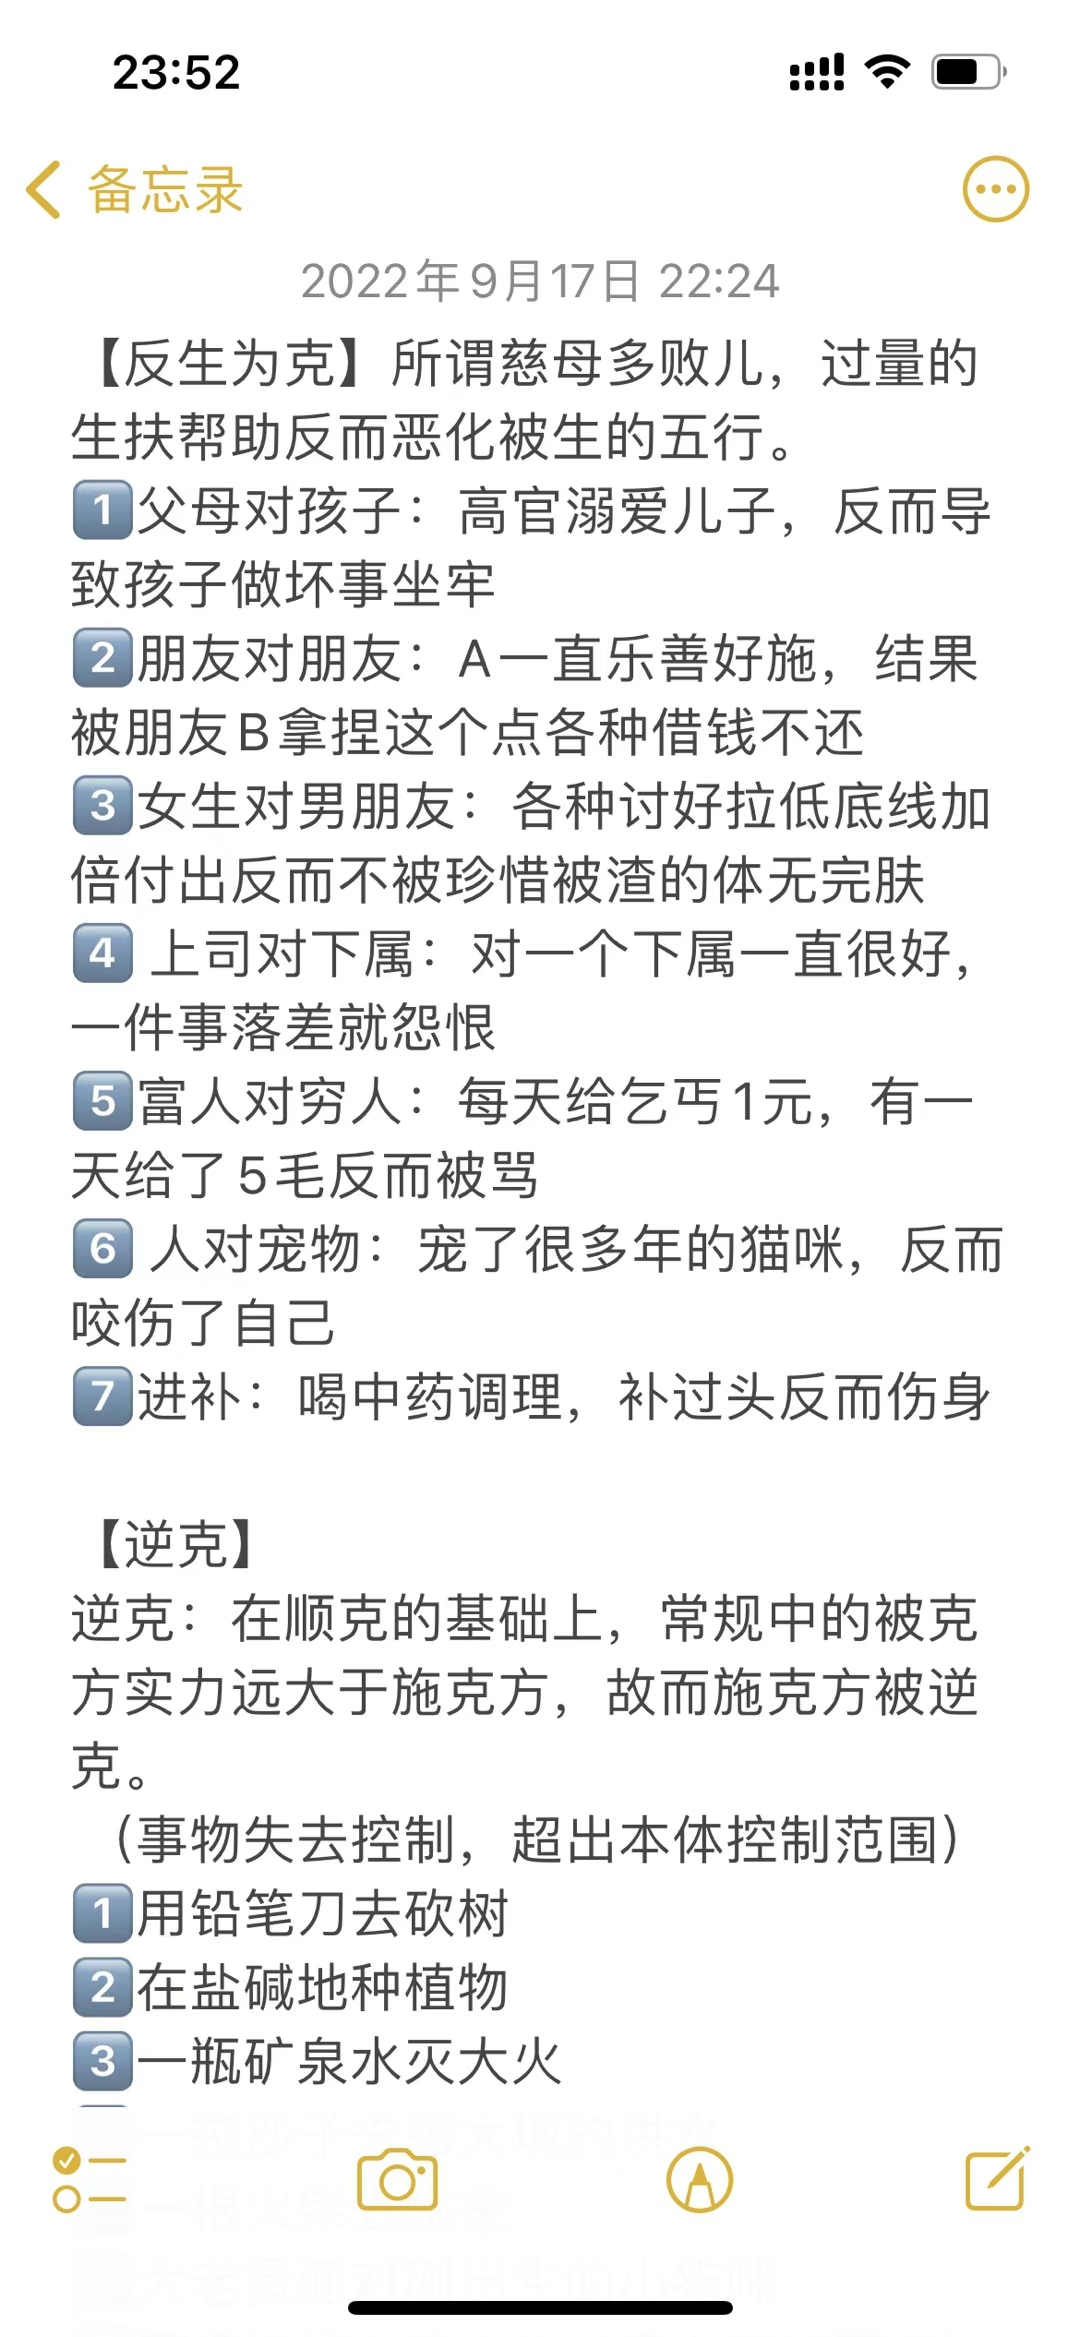 23:52
备忘录
2022年9月17日 22:24
【反生为克】所谓慈母多败儿，过量的
生扶帮助反而恶化被生的五行。
1️⃣父母对孩子：高官溺爱儿子，反而导
致孩子做坏事坐牢
2️⃣朋友对朋友：A一直乐善好施，结果
被朋友B拿捏这个点各种借钱不还
3️⃣女生对男朋友：各种讨好拉低底线加
倍付出反而不被珍惜被渣的体无完肤
4️⃣ 上司对下属：对一个下属一直很好，
一件事落差就怨恨
5️⃣富人对穷人：每天给乞丐1元，有一
天给了5毛反而被骂
6️⃣ 人对宠物：宠了很多年的猫咪，反而
咬伤了自己
7️⃣进补：喝中药调理，补过头反而伤身
【逆克】
逆克：在顺克的基础上，常规中的被克
方实力远大于施克方，故而施克方被逆
克。
（事物失去控制，超出本体控制范围）
1️⃣用铅笔刀去砍树
2️⃣在盐碱地种植物
3️⃣一瓶矿泉水灭大火